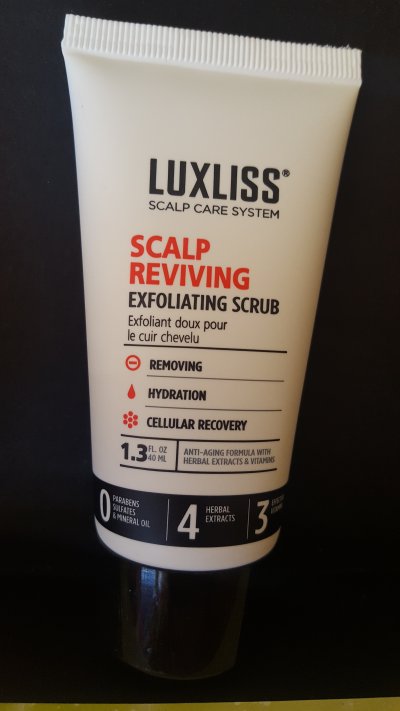 LUXLISS®
SCALP CARE SYSTEM
SCALP
REVIVING
EXFOLIATING SCRUB
Exfoliant doux pour
le cuir chevelu
REMOVING
HYDRATION
CELLULAR RECOVERY
1.3 FL. OZ
40 ML
ANTI-AGING FORMULA WITH
HERBAL EXTRACTS & VITAMINS
0 PARABENS
SULFATES
& MINERAL OIL
4 HERBAL
EXTRACTS
3